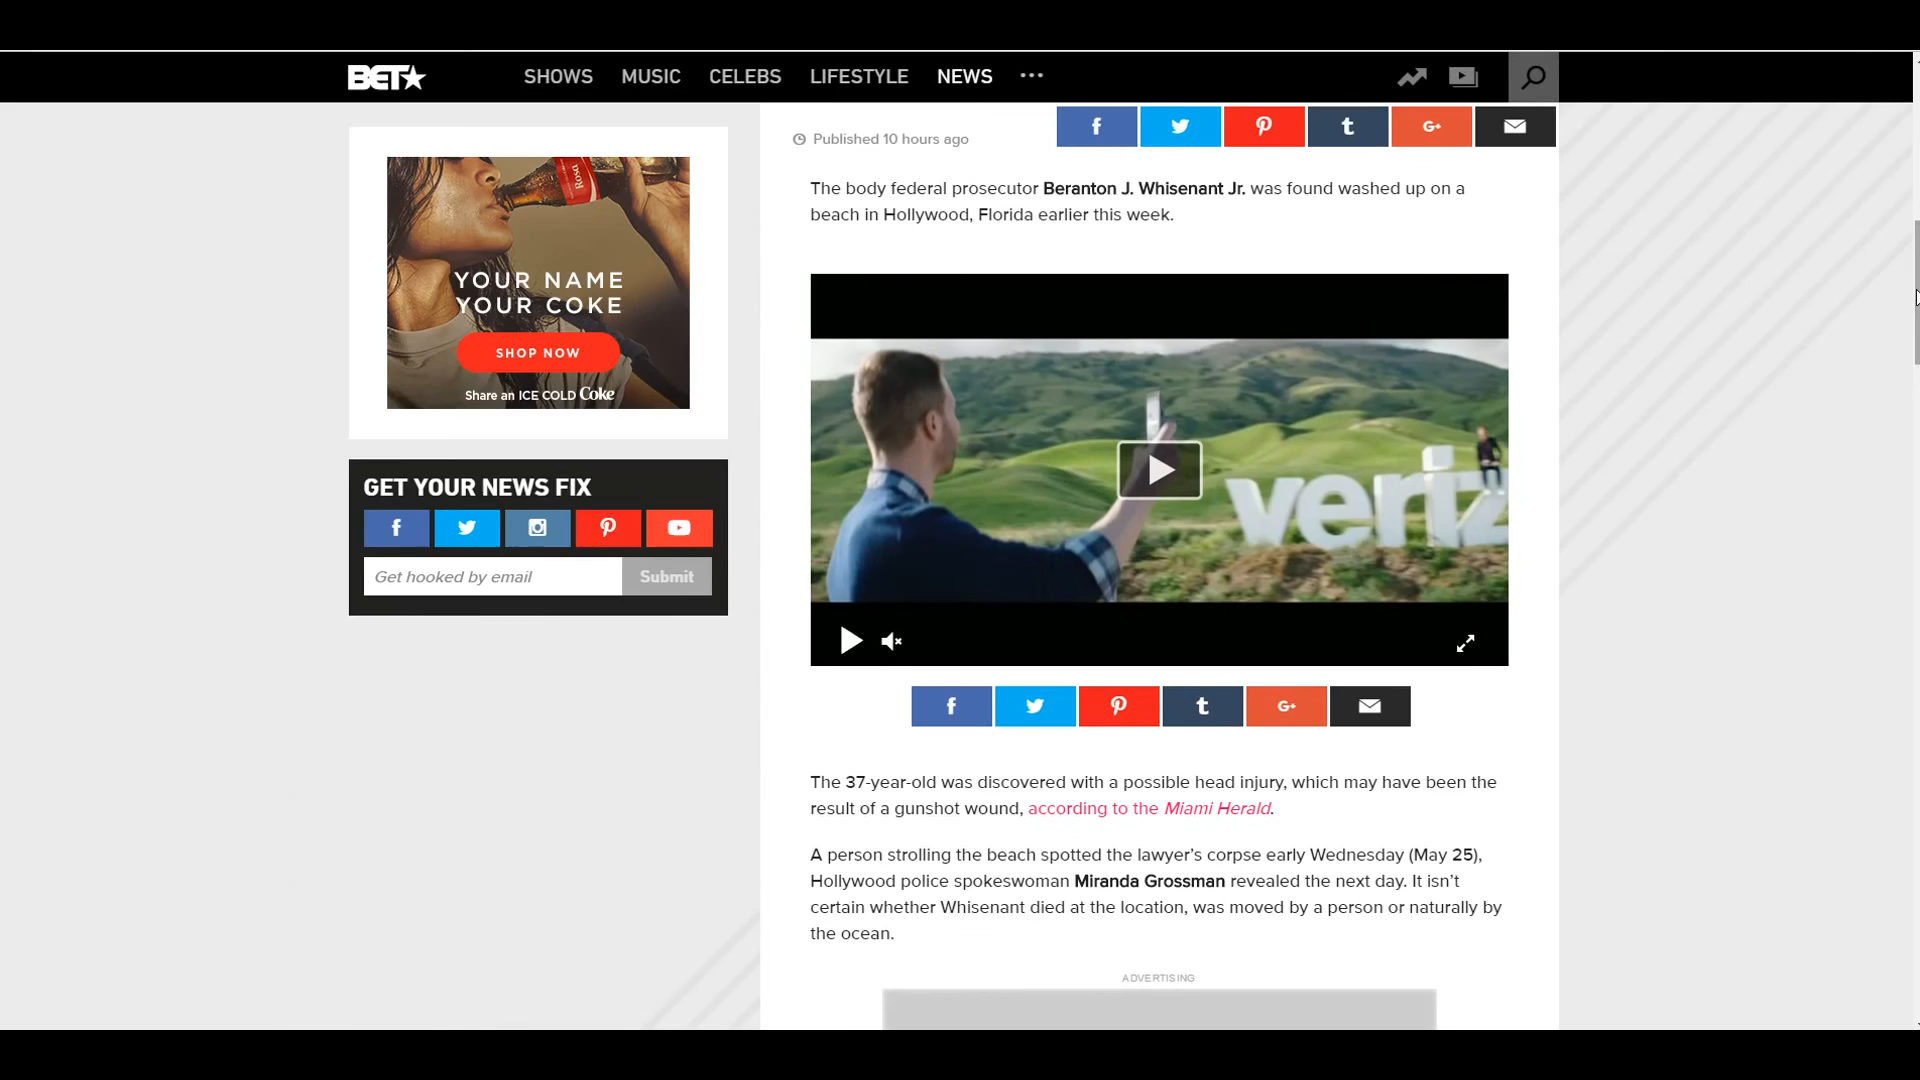 BET
SHOWS MUSIC CELEBS LIFESTYLE NEWS
Published 10 hours ago
The body federal prosecutor Beranton J. Whisenant Jr. was found washed up on a
beach in Hollywood, Florida earlier this week.
Rosa
YOUR NAME
YOUR COKE
SHOP NOW
Share an ICE COLD Coke
GET YOUR NEWS FIX
Get hooked by email Submit
veriz
The 37-year-old was discovered with a possible head injury, which may have been the
result of a gunshot wound, according to the Miami Herald.
A person strolling the beach spotted the lawyer’s corpse early Wednesday (May 25),
Hollywood police spokeswoman Miranda Grossman revealed the next day. It isn’t
certain whether Whisenant died at the location, was moved by a person or naturally by
the ocean.
ADVERTISING